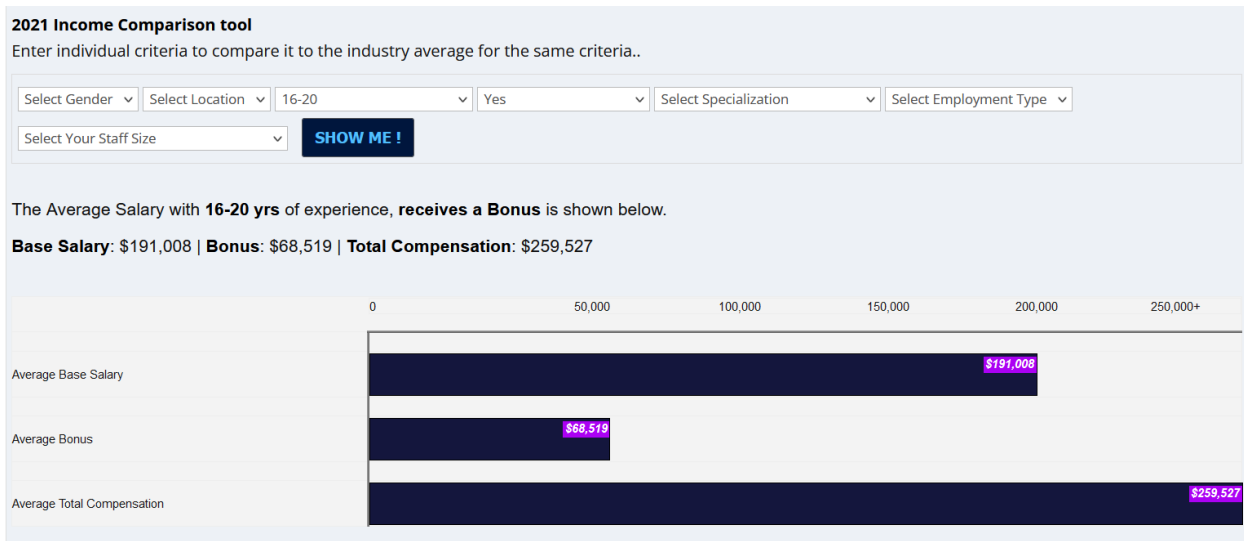 2021 Income Comparison tool
Enter individual criteria to compare it to the industry average for the same criteria..
Select Gender Select Location 16-20 Yes Select Specialization Select Employment Type
Select Your Staff Size SHOW ME !
The Average Salary with 16-20 yrs of experience, receives a Bonus is shown below.
Base Salary: $191,008 | Bonus: $68,519 | Total Compensation: $259,527
0 50,000 100,000 150,000 200,000 250,000+
Average Base Salary $191,008
Average Bonus $68,519
Average Total Compensation $259,527